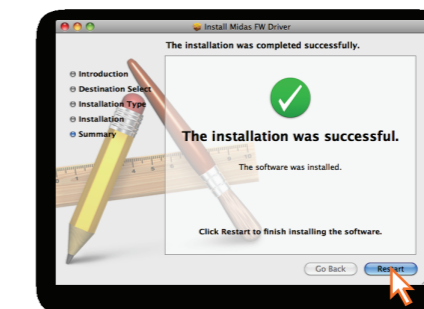 Install Midas FW Driver
The installation was completed successfully.
Introduction
Destination Select
Installation Type
Installation
Summary
The installation was successful.
The software was installed.
Click Restart to finish installing the software.
Go Back
Restart